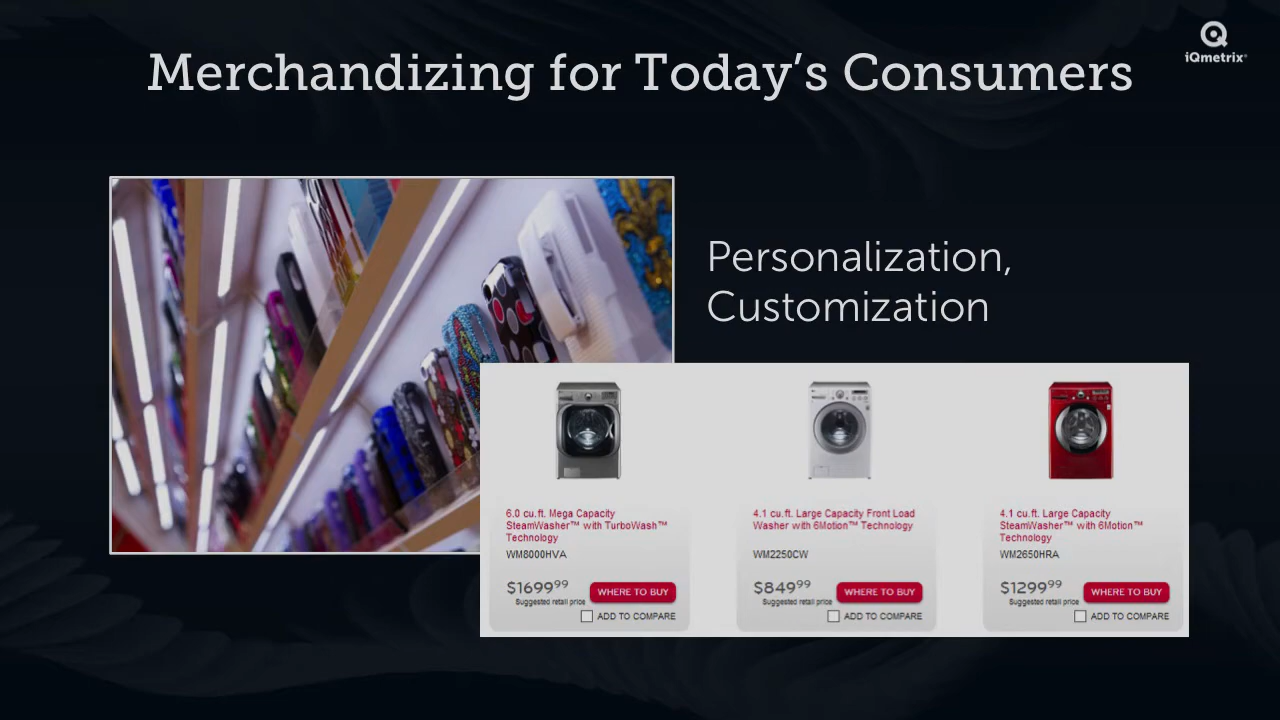 Merchandizing for Today’s Consumers
iQmetrix
Personalization,
Customization
6.0 cu.ft. Mega Capacity
SteamWasher™ with TurboWash™
Technology
WM8000HVA
$1699⁹⁹
Suggested retail price
WHERE TO BUY
ADD TO COMPARE
4.1 cu.ft. Large Capacity Front Load
Washer with 6Motion™ Technology
WM2250CW
$849⁹⁹
Suggested retail price
WHERE TO BUY
ADD TO COMPARE
4.1 cu.ft. Large Capacity
SteamWasher™ with 6Motion™
Technology
WM2650HRA
$1299⁹⁹
Suggested retail price
WHERE TO BUY
ADD TO COMPARE